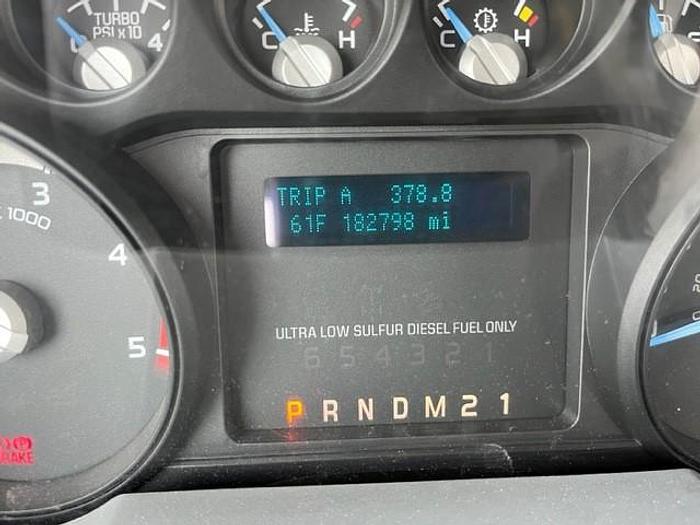 TURBO
PSI x 10
4
C H
C H
3
X 1000
4
5
TRIP A 378.8
61F 182798 mi
ULTRA LOW SULFUR DIESEL FUEL ONLY
6 5 4 3 2 1
P R N D M 2 1